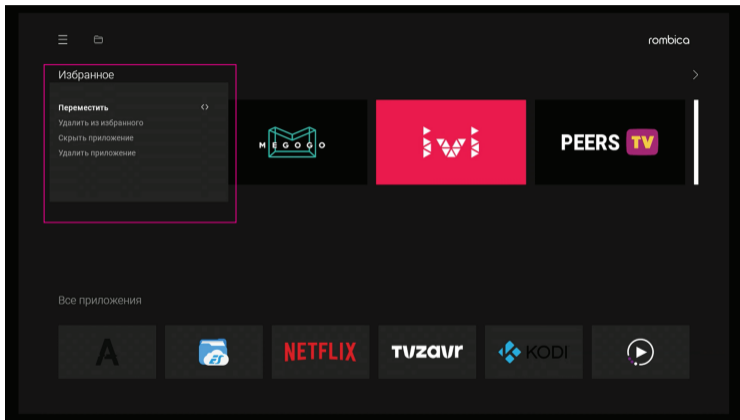 rombica
Избранное
Переместить
Удалить из избранного
Скрыть приложение
Удалить приложение
MEGOGO
ivi
PEERS TV
Все приложения
A
ES
NETFLIX
TVZavr
KODI